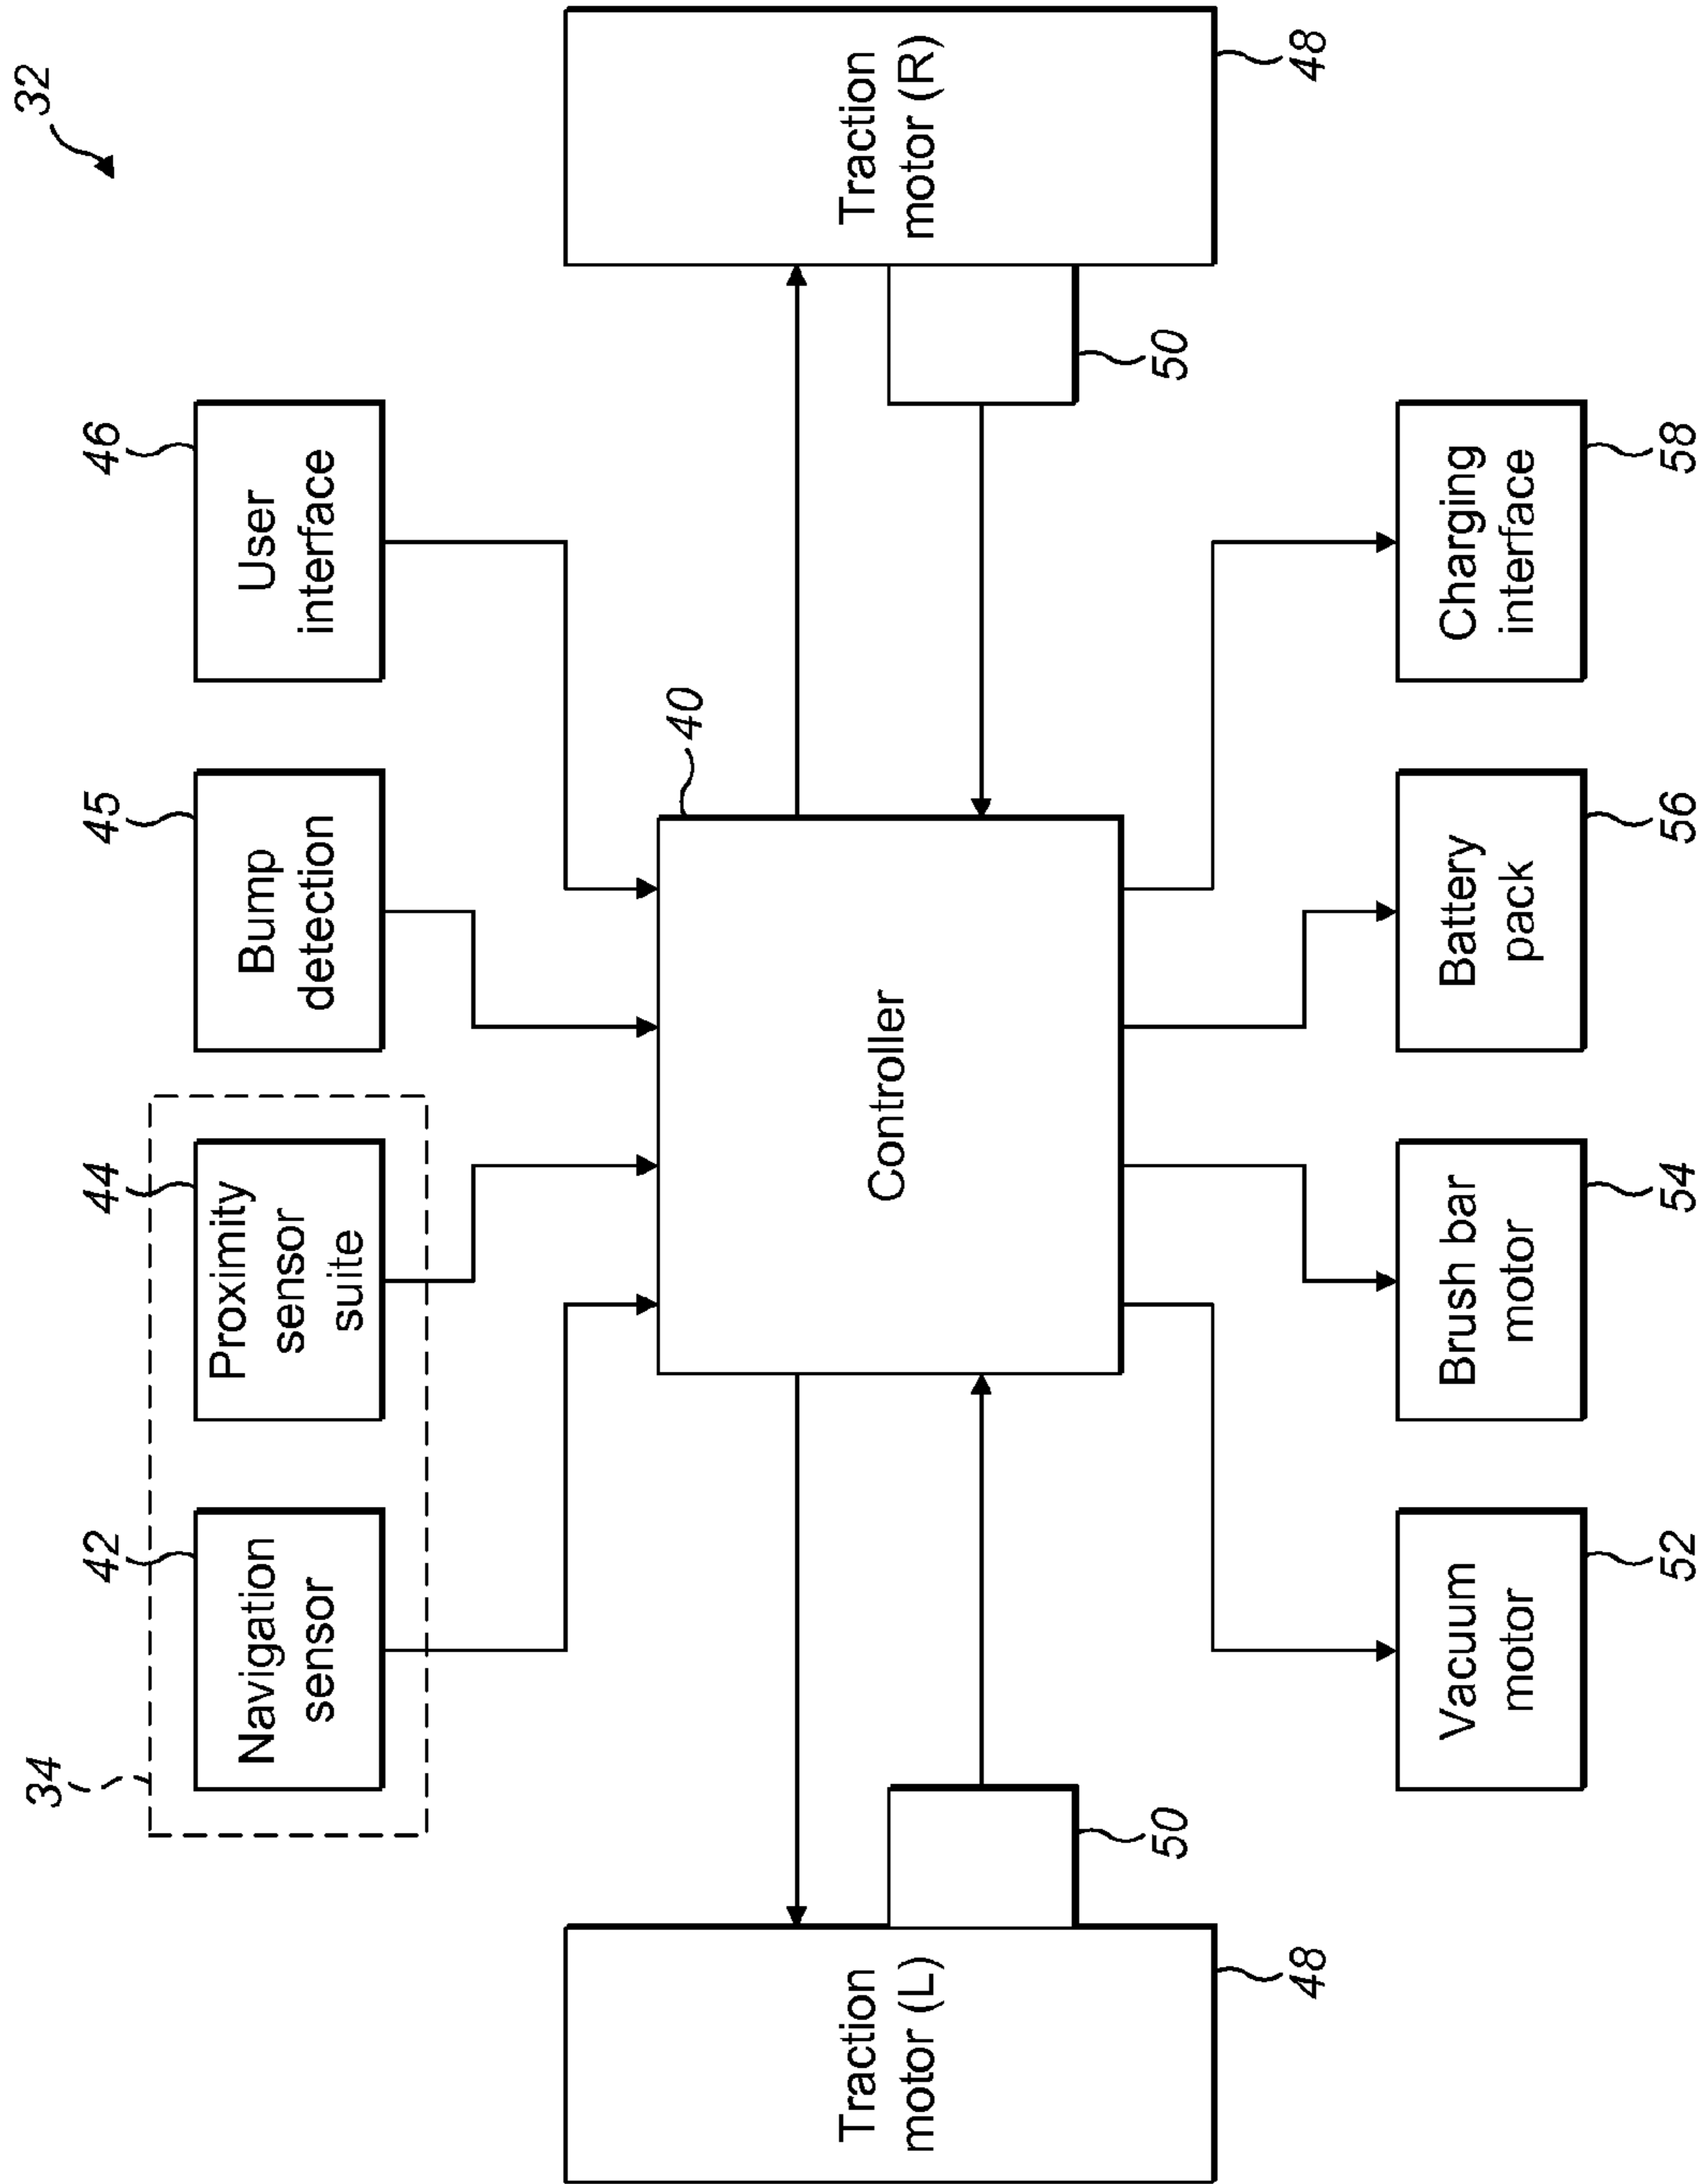 32
34
42
44
45
46
Navigation
sensor
Proximity
sensor
suite
Bump
detection
User
interface
40
Traction
motor (L)
Controller
Traction
motor (R)
50
50
48
48
Vacuum
motor
Brush bar
motor
Battery
pack
Charging
interface
52
54
56
58